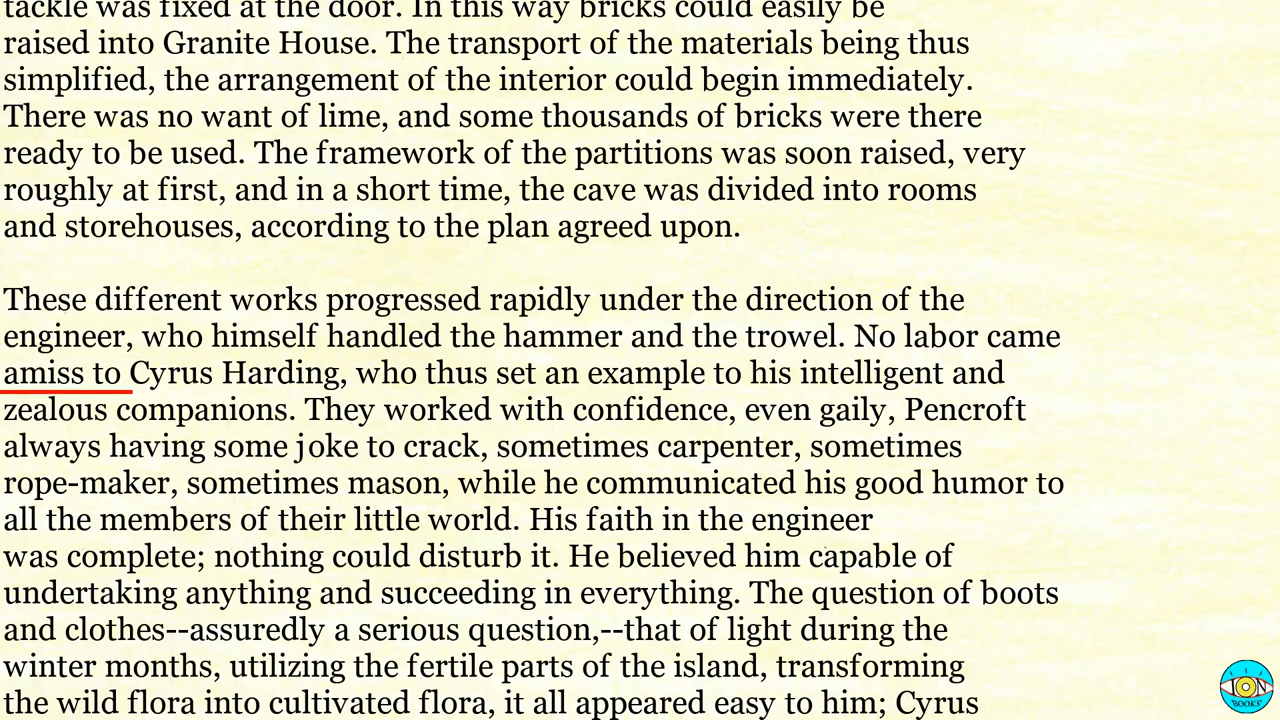 tackle was fixed at the door. In this way bricks could easily be
raised into Granite House. The transport of the materials being thus
simplified, the arrangement of the interior could begin immediately.
There was no want of lime, and some thousands of bricks were there
ready to be used. The framework of the partitions was soon raised, very
roughly at first, and in a short time, the cave was divided into rooms
and storehouses, according to the plan agreed upon.
These different works progressed rapidly under the direction of the
engineer, who himself handled the hammer and the trowel. No labor came
amiss to Cyrus Harding, who thus set an example to his intelligent and
zealous companions. They worked with confidence, even gaily, Pencroft
always having some joke to crack, sometimes carpenter, sometimes
rope-maker, sometimes mason, while he communicated his good humor to
all the members of their little world. His faith in the engineer
was complete; nothing could disturb it. He believed him capable of
undertaking anything and succeeding in everything. The question of boots
and clothes--assuredly a serious question,--that of light during the
winter months, utilizing the fertile parts of the island, transforming
the wild flora into cultivated flora, it all appeared easy to him; Cyrus
ION
BOOKS